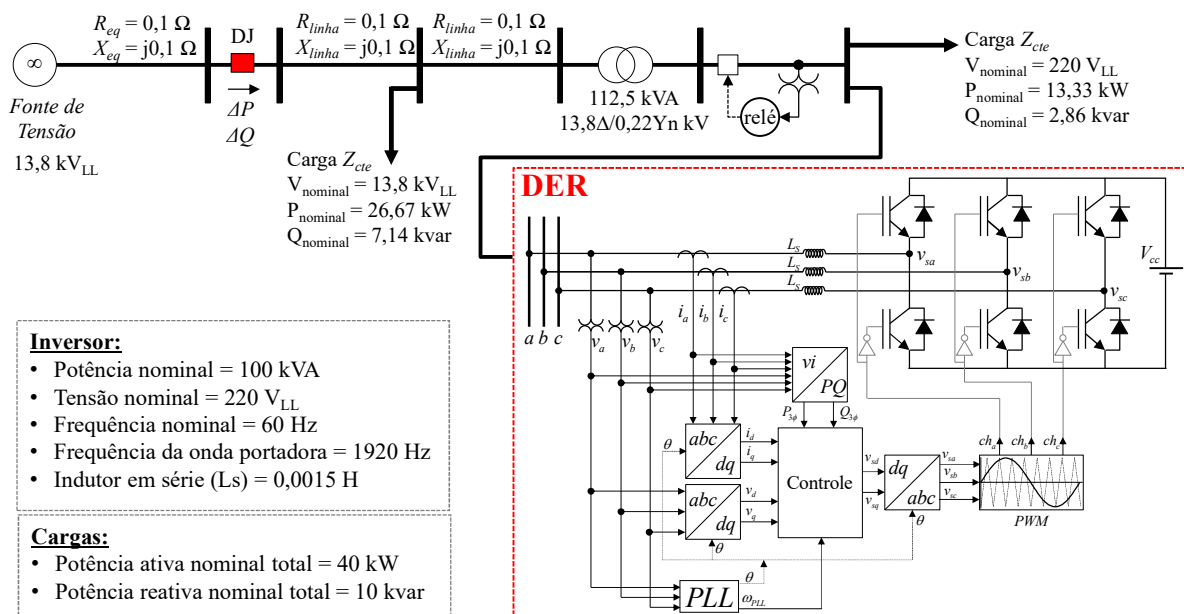 R_eq = 0,1 Ω
X_eq = j0,1 Ω
DJ
R_linha = 0,1 Ω
X_linha = j0,1 Ω
R_linha = 0,1 Ω
X_linha = j0,1 Ω
∞
Fonte de
Tensão
13,8 kV_LL
ΔP
ΔQ
112,5 kVA
13,8Δ/0,22Yn kV
relé
Carga Z_cte
V_nominal = 220 V_LL
P_nominal = 13,33 kW
Q_nominal = 2,86 kvar
Carga Z_cte
V_nominal = 13,8 kV_LL
P_nominal = 26,67 kW
Q_nominal = 7,14 kvar
DER
L_S
L_S
L_S
v_sa
v_sb
v_sc
V_cc
a b c
v_a v_b v_c
i_a i_b i_c
vi
PQ
P_3ϕ Q_3ϕ
abc
dq
θ
i_d
i_q
abc
dq
θ
v_d
v_q
Controle
v_sd
v_sq
dq
abc
θ
v_sa
v_sb
v_sc
ch_a ch_b ch_c
PWM
PLL
θ
ω_PLL
Inversor:
• Potência nominal = 100 kVA
• Tensão nominal = 220 V_LL
• Frequência nominal = 60 Hz
• Frequência da onda portadora = 1920 Hz
• Indutor em série (Ls) = 0,0015 H
Cargas:
• Potência ativa nominal total = 40 kW
• Potência reativa nominal total = 10 kvar